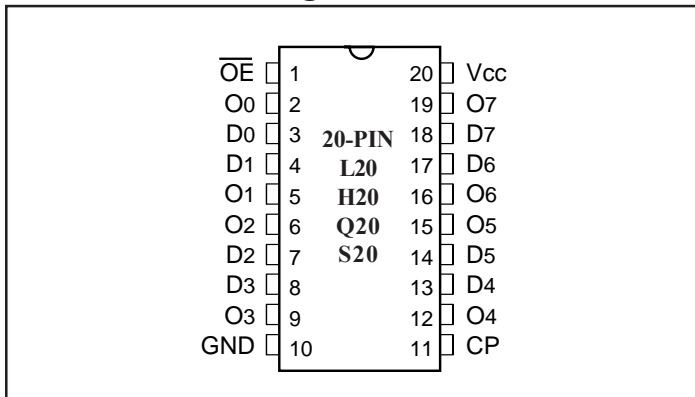 OE 1 20 Vcc
O0 2 19 O7
D0 3 20-PIN 18 D7
D1 4 L20 17 D6
O1 5 H20 16 O6
O2 6 Q20 15 O5
D2 7 S20 14 D5
D3 8 13 D4
O3 9 12 O4
GND 10 11 CP